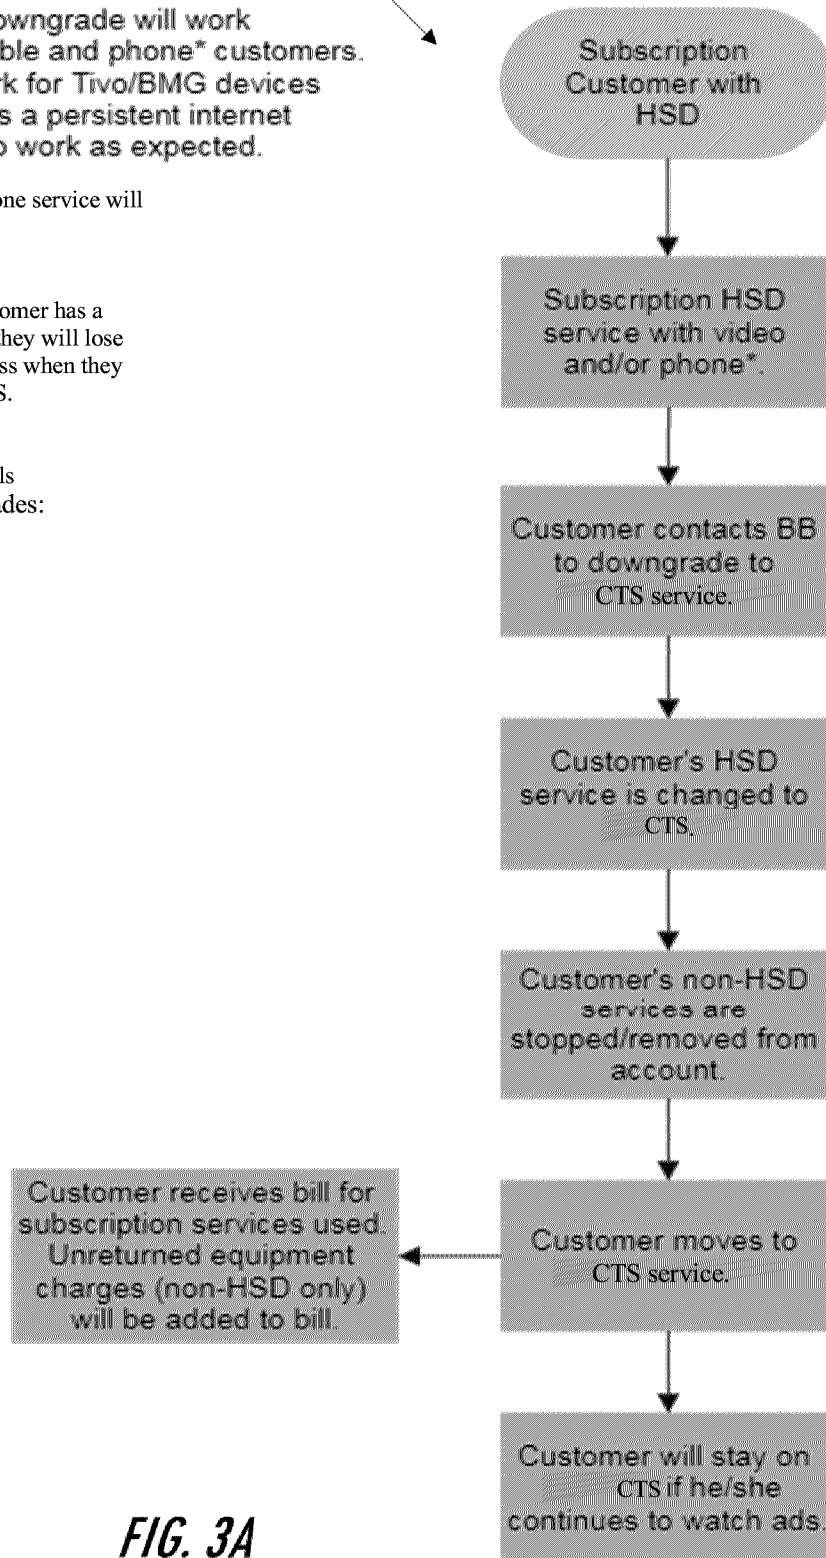 owngrade will work
ble and phone* customers.
rk for Tivo/BMG devices
s a persistent internet
o work as expected.
one service will
omer has a
they will lose
ss when they
S.
ls
ades:
Subscription
Customer with
HSD
Subscription HSD
service with video
and/or phone*.
Customer contacts BB
to downgrade to
CTS service.
Customer's HSD
service is changed to
CTS.
Customer's non-HSD
services are
stopped/removed from
account.
Customer moves to
CTS service.
Customer receives bill for
subscription services used.
Unreturned equipment
charges (non-HSD only)
will be added to bill.
Customer will stay on
CTS if he/she
continues to watch ads.
FIG. 3A